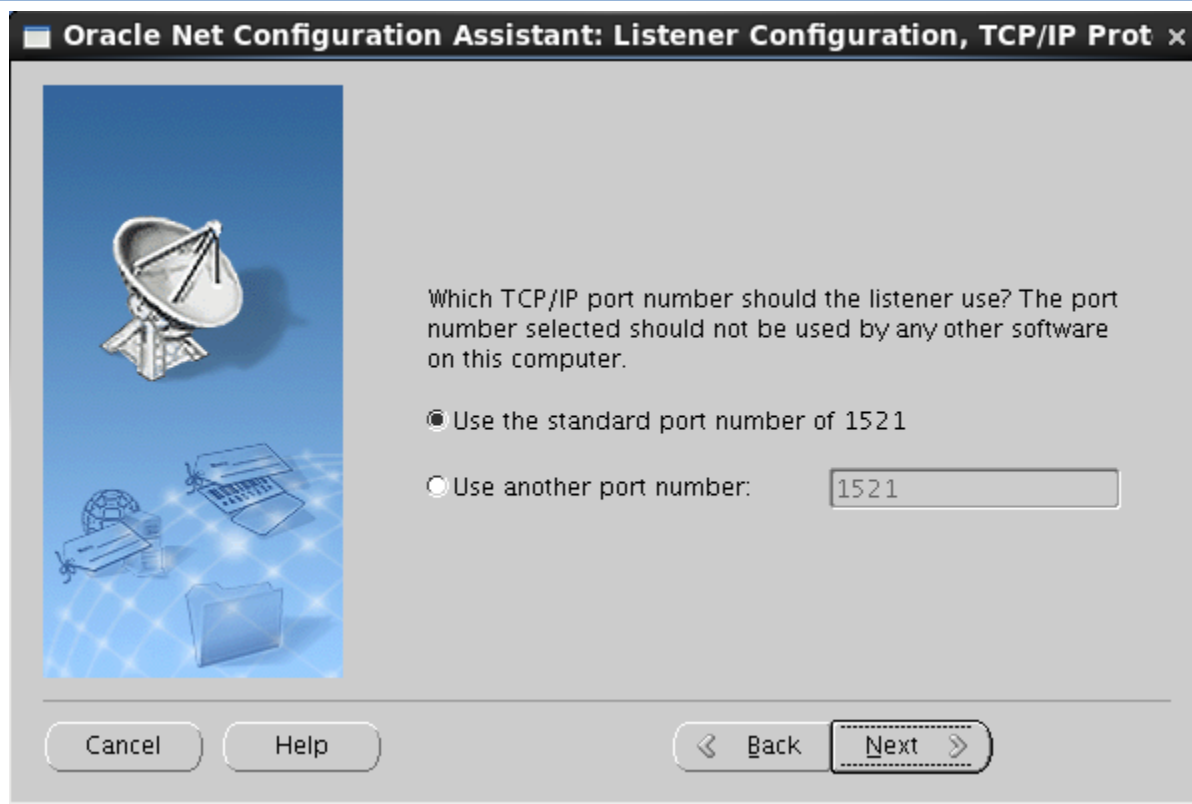 Oracle Net Configuration Assistant: Listener Configuration, TCP/IP Prot
Which TCP/IP port number should the listener use? The port
number selected should not be used by any other software
on this computer.
Use the standard port number of 1521
Use another port number: 1521
Cancel Help Back Next